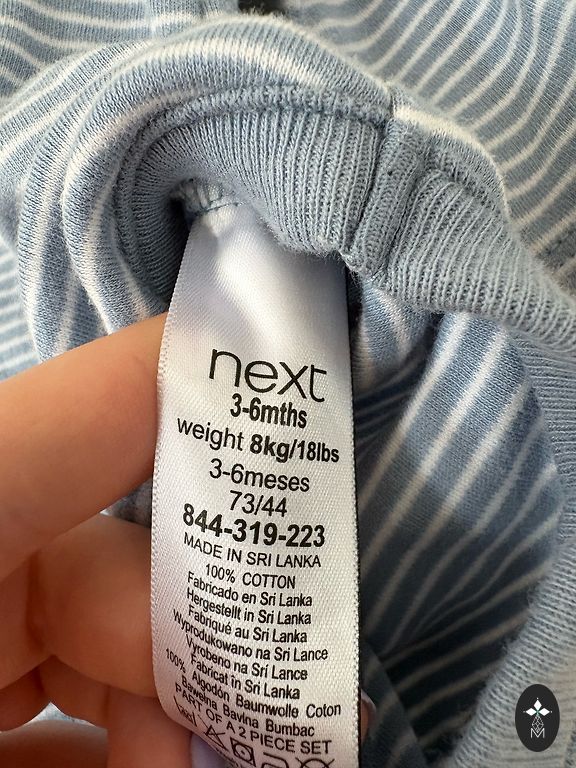 next
3-6mths
weight 8kg/18lbs
3-6meses
73/44
844-319-223
MADE IN SRI LANKA
100% COTTON
Fabricado en Sri Lanka
Hergestellt in Sri Lanka
Fabriqué au Sri Lanka
Wyprodukowano na Sri Lance
Vyrobeno na Srí Lance
Fabricat in Sri Lanka
100% Algodón Baumwolle Coton
Bawełna Bavlna Bumbac
PART OF A 2 PIECE SET